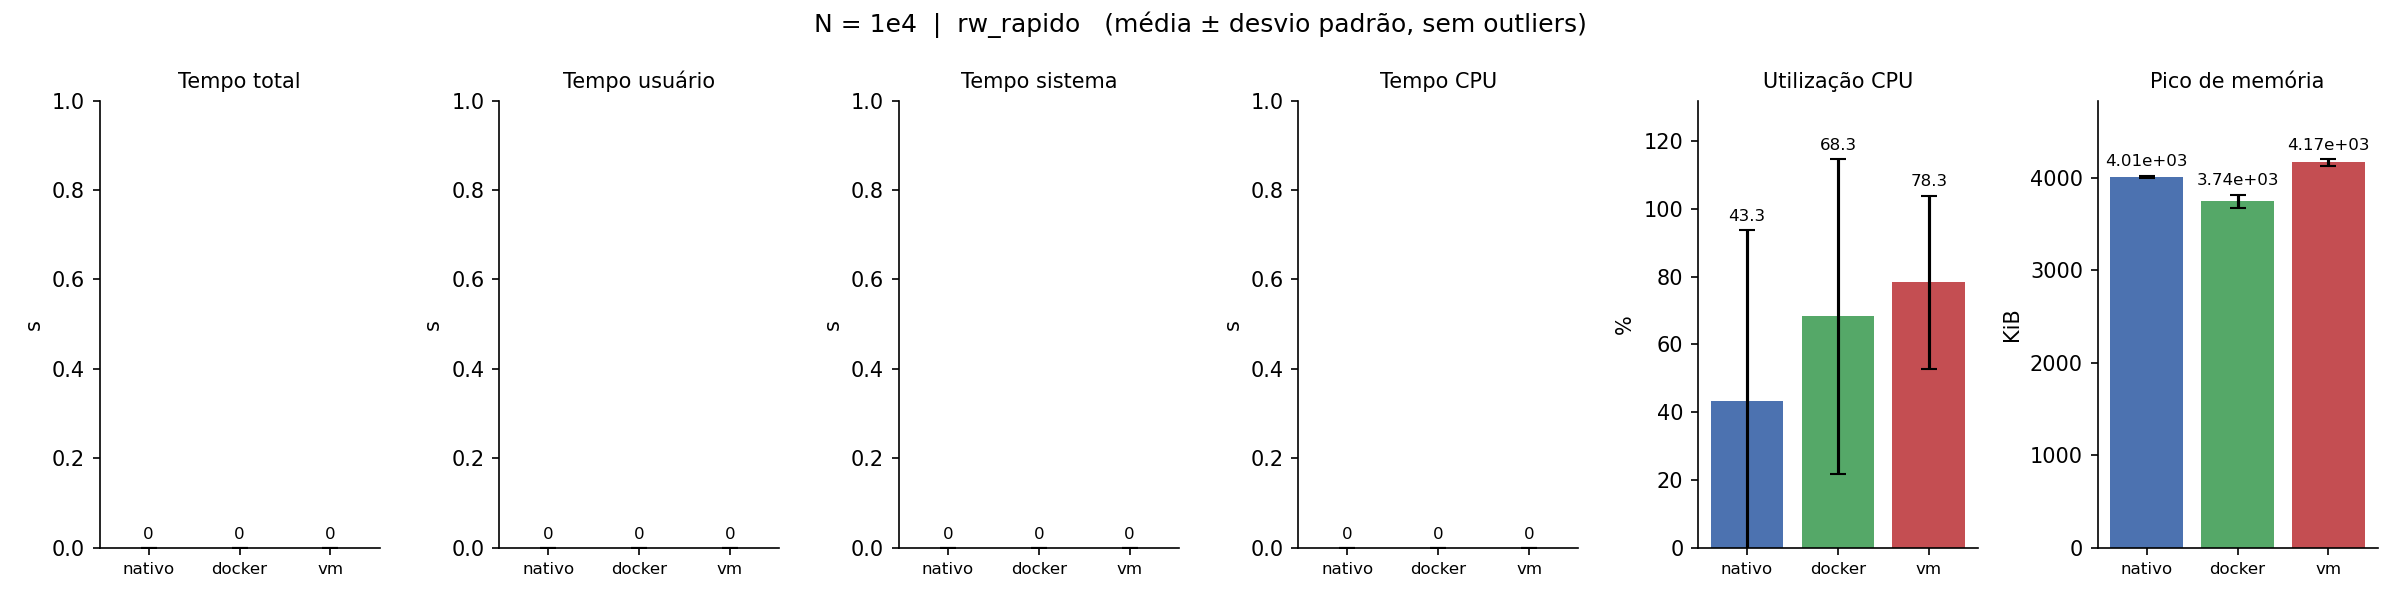 N = 1e4 | rw_rapido (média ± desvio padrão, sem outliers)
Tempo total
1.0
0.8
0.6
0.4
0.2
0.0
s
0 0 0
nativo docker vm
Tempo usuário
1.0
0.8
0.6
0.4
0.2
0.0
s
0 0 0
nativo docker vm
Tempo sistema
1.0
0.8
0.6
0.4
0.2
0.0
s
0 0 0
nativo docker vm
Tempo CPU
1.0
0.8
0.6
0.4
0.2
0.0
s
0 0 0
nativo docker vm
Utilização CPU
120
100
80
60
40
20
0
%
43.3
68.3
78.3
nativo docker vm
Pico de memória
4000
3000
2000
1000
0
KiB
4.01e+03
3.74e+03
4.17e+03
nativo docker vm